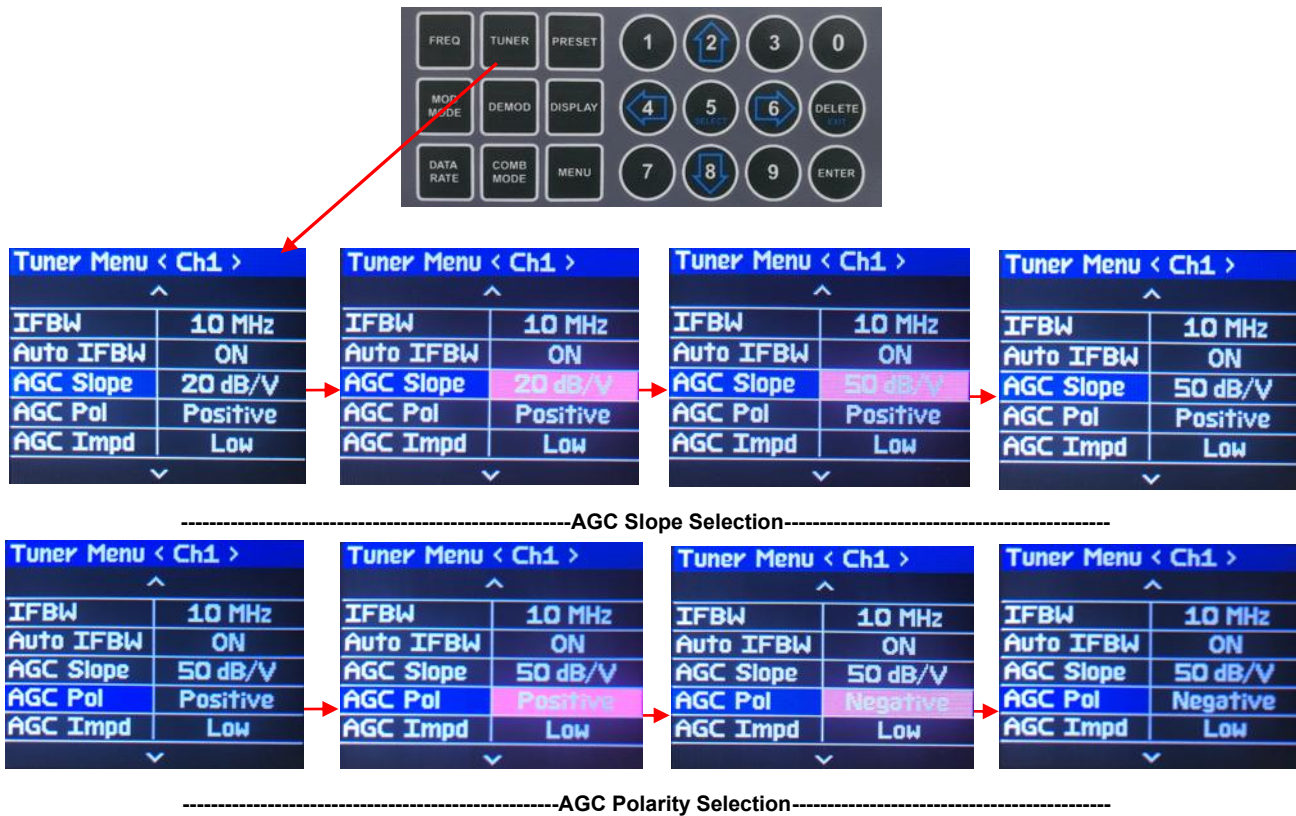 FREQ TUNER PRESET 1 2 3 0
MOD MODE DEMOD DISPLAY 4 5 SELECT 6 DELETE EXIT
DATA RATE COMB MODE MENU 7 8 9 ENTER
Tuner Menu < Ch1 >
^
IFBW 10 MHz
Auto IFBW ON
AGC Slope 20 dB/V
AGC Pol Positive
AGC Impd Low
Tuner Menu < Ch1 >
^
IFBW 10 MHz
Auto IFBW ON
AGC Slope 20 dB/V
AGC Pol Positive
AGC Impd Low
Tuner Menu < Ch1 >
^
IFBW 10 MHz
Auto IFBW ON
AGC Slope 50 dB/V
AGC Pol Positive
AGC Impd Low
Tuner Menu < Ch1 >
^
IFBW 10 MHz
Auto IFBW ON
AGC Slope 50 dB/V
AGC Pol Positive
AGC Impd Low
-------------------------------------------------------AGC Slope Selection----------------------------------------------
Tuner Menu < Ch1 >
^
IFBW 10 MHz
Auto IFBW ON
AGC Slope 50 dB/V
AGC Pol Positive
AGC Impd Low
Tuner Menu < Ch1 >
^
IFBW 10 MHz
Auto IFBW ON
AGC Slope 50 dB/V
AGC Pol Positive
AGC Impd Low
Tuner Menu < Ch1 >
^
IFBW 10 MHz
Auto IFBW ON
AGC Slope 50 dB/V
AGC Pol Negative
AGC Impd Low
Tuner Menu < Ch1 >
^
IFBW 10 MHz
Auto IFBW ON
AGC Slope 50 dB/V
AGC Pol Negative
AGC Impd Low
-----------------------------------------------------AGC Polarity Selection---------------------------------------------